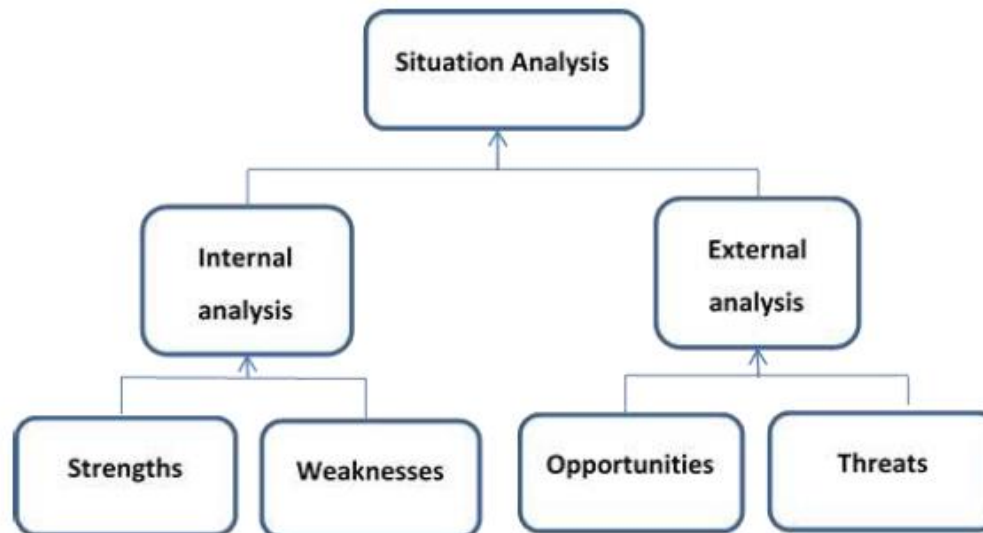 Situation Analysis
Internal
analysis
External
analysis
Strengths
Weaknesses
Opportunities
Threats